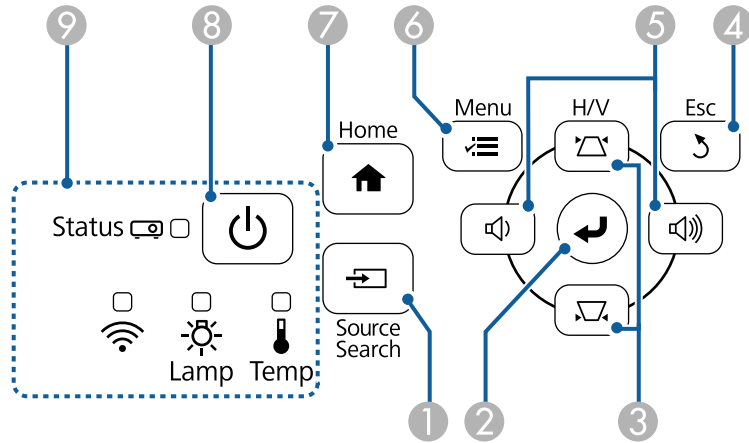 9 8 7 6 5 4
Menu H/V Esc
Home
Status
Source
Search
Lamp Temp
1 2 3